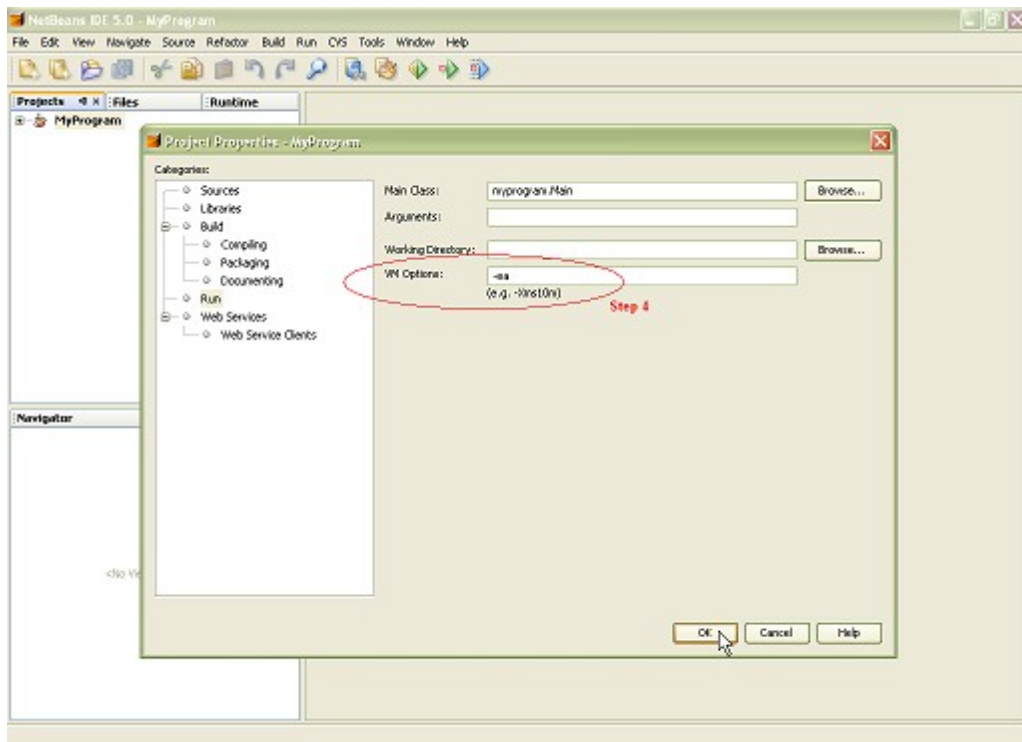 NetBeans IDE 5.0 - MyProgram
File Edit View Navigate Source Refactor Build Run CVS Tools Window Help
Projects Files Runtime
MyProgram
Project Properties - MyProgram
Categories:
Sources
Libraries
Build
Compiling
Packaging
Documenting
Run
Web Services
Web Service Clients
Main Class: myprogram.Main Browse...
Arguments:
Working Directory: Browse...
VM Options: -ea
(e.g. -Xms10m)
Step 4
Navigator
<No Vie
OK Cancel Help